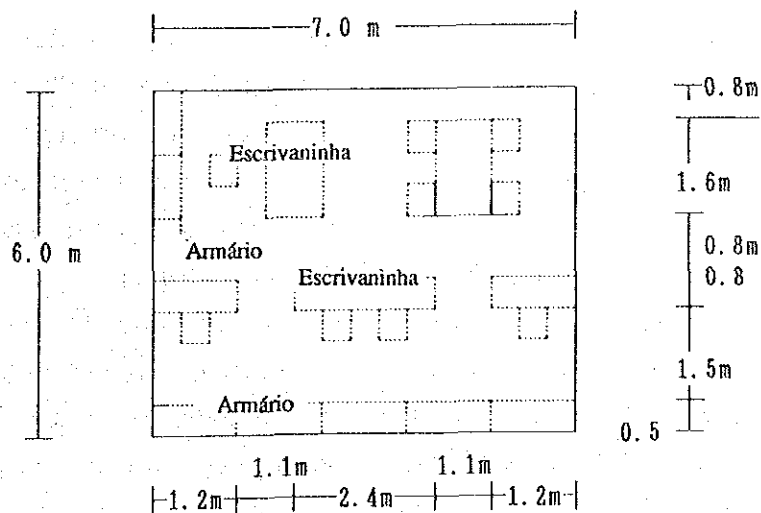 7.0 m
0.8m
Escrivaninha
1.6m
6.0 m
Armário
0.8m
Escrivaninha
0.8
1.5m
Armário
0.5
1.1m 1.1m
1.2m 2.4m 1.2m